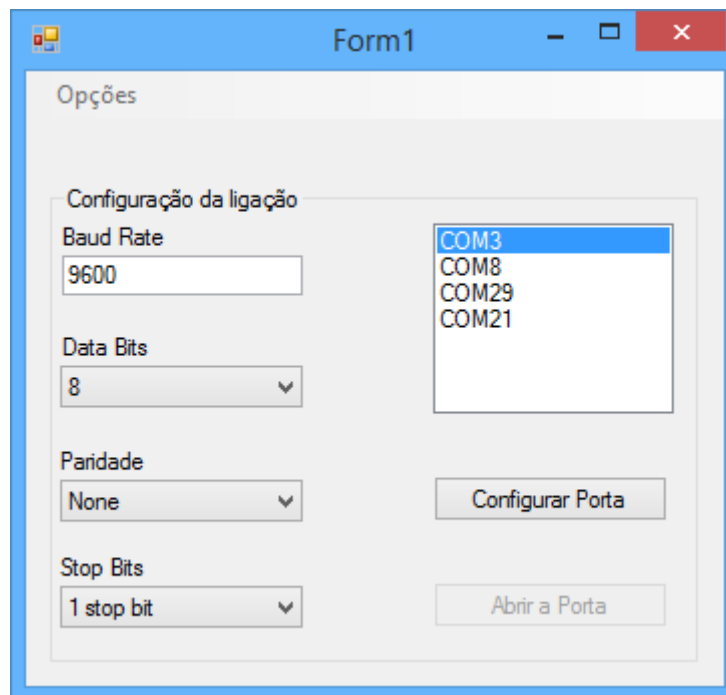 Form1
Opções
Configuração da ligação
Baud Rate
9600
Data Bits
8
Paridade
None
Stop Bits
1 stop bit
COM3
COM8
COM29
COM21
Configurar Porta
Abrir a Porta